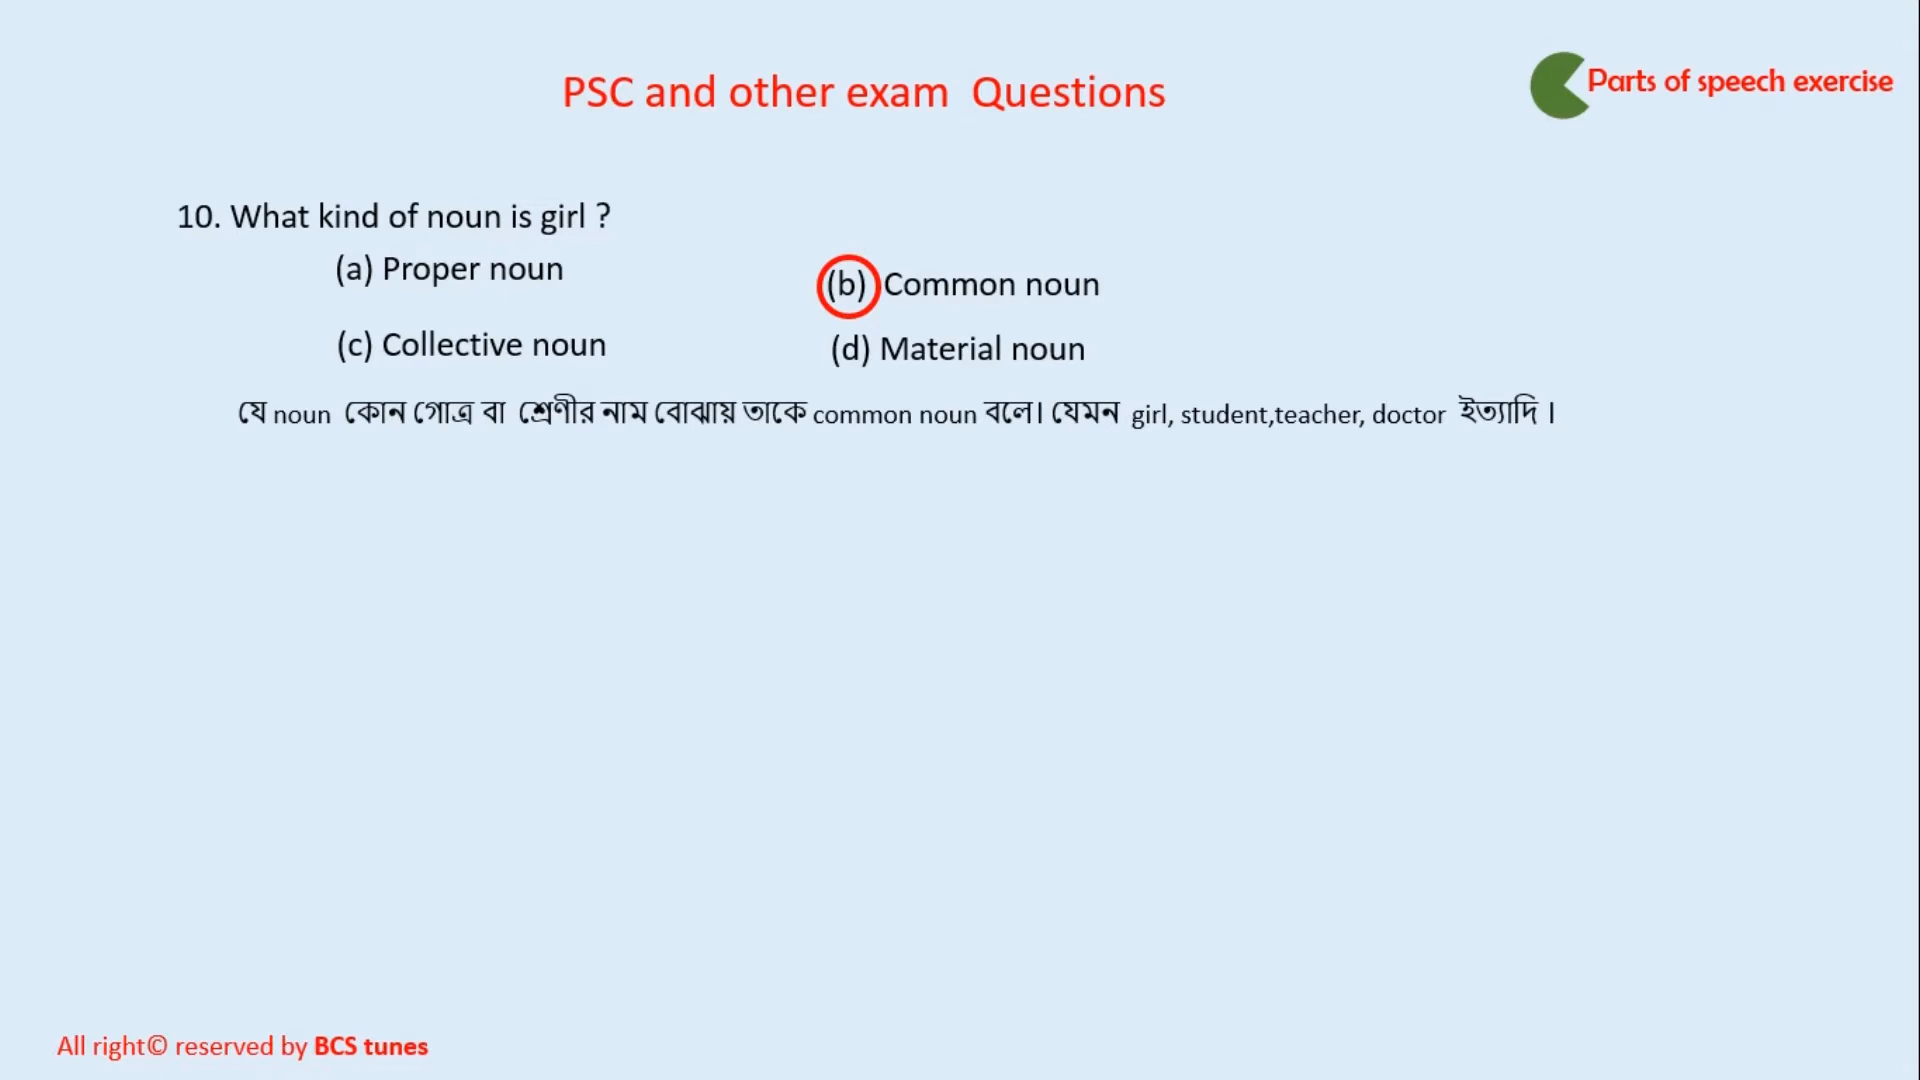 PSC and other exam Questions
Parts of speech exercise
10. What kind of noun is girl ?
(a) Proper noun
(b) Common noun
(c) Collective noun
(d) Material noun
যে noun কোন গোত্র বা শ্রেণীর নাম বোঝায় তাকে common noun বলে। যেমন girl, student,teacher, doctor ইত্যাদি ।
All right© reserved by BCS tunes